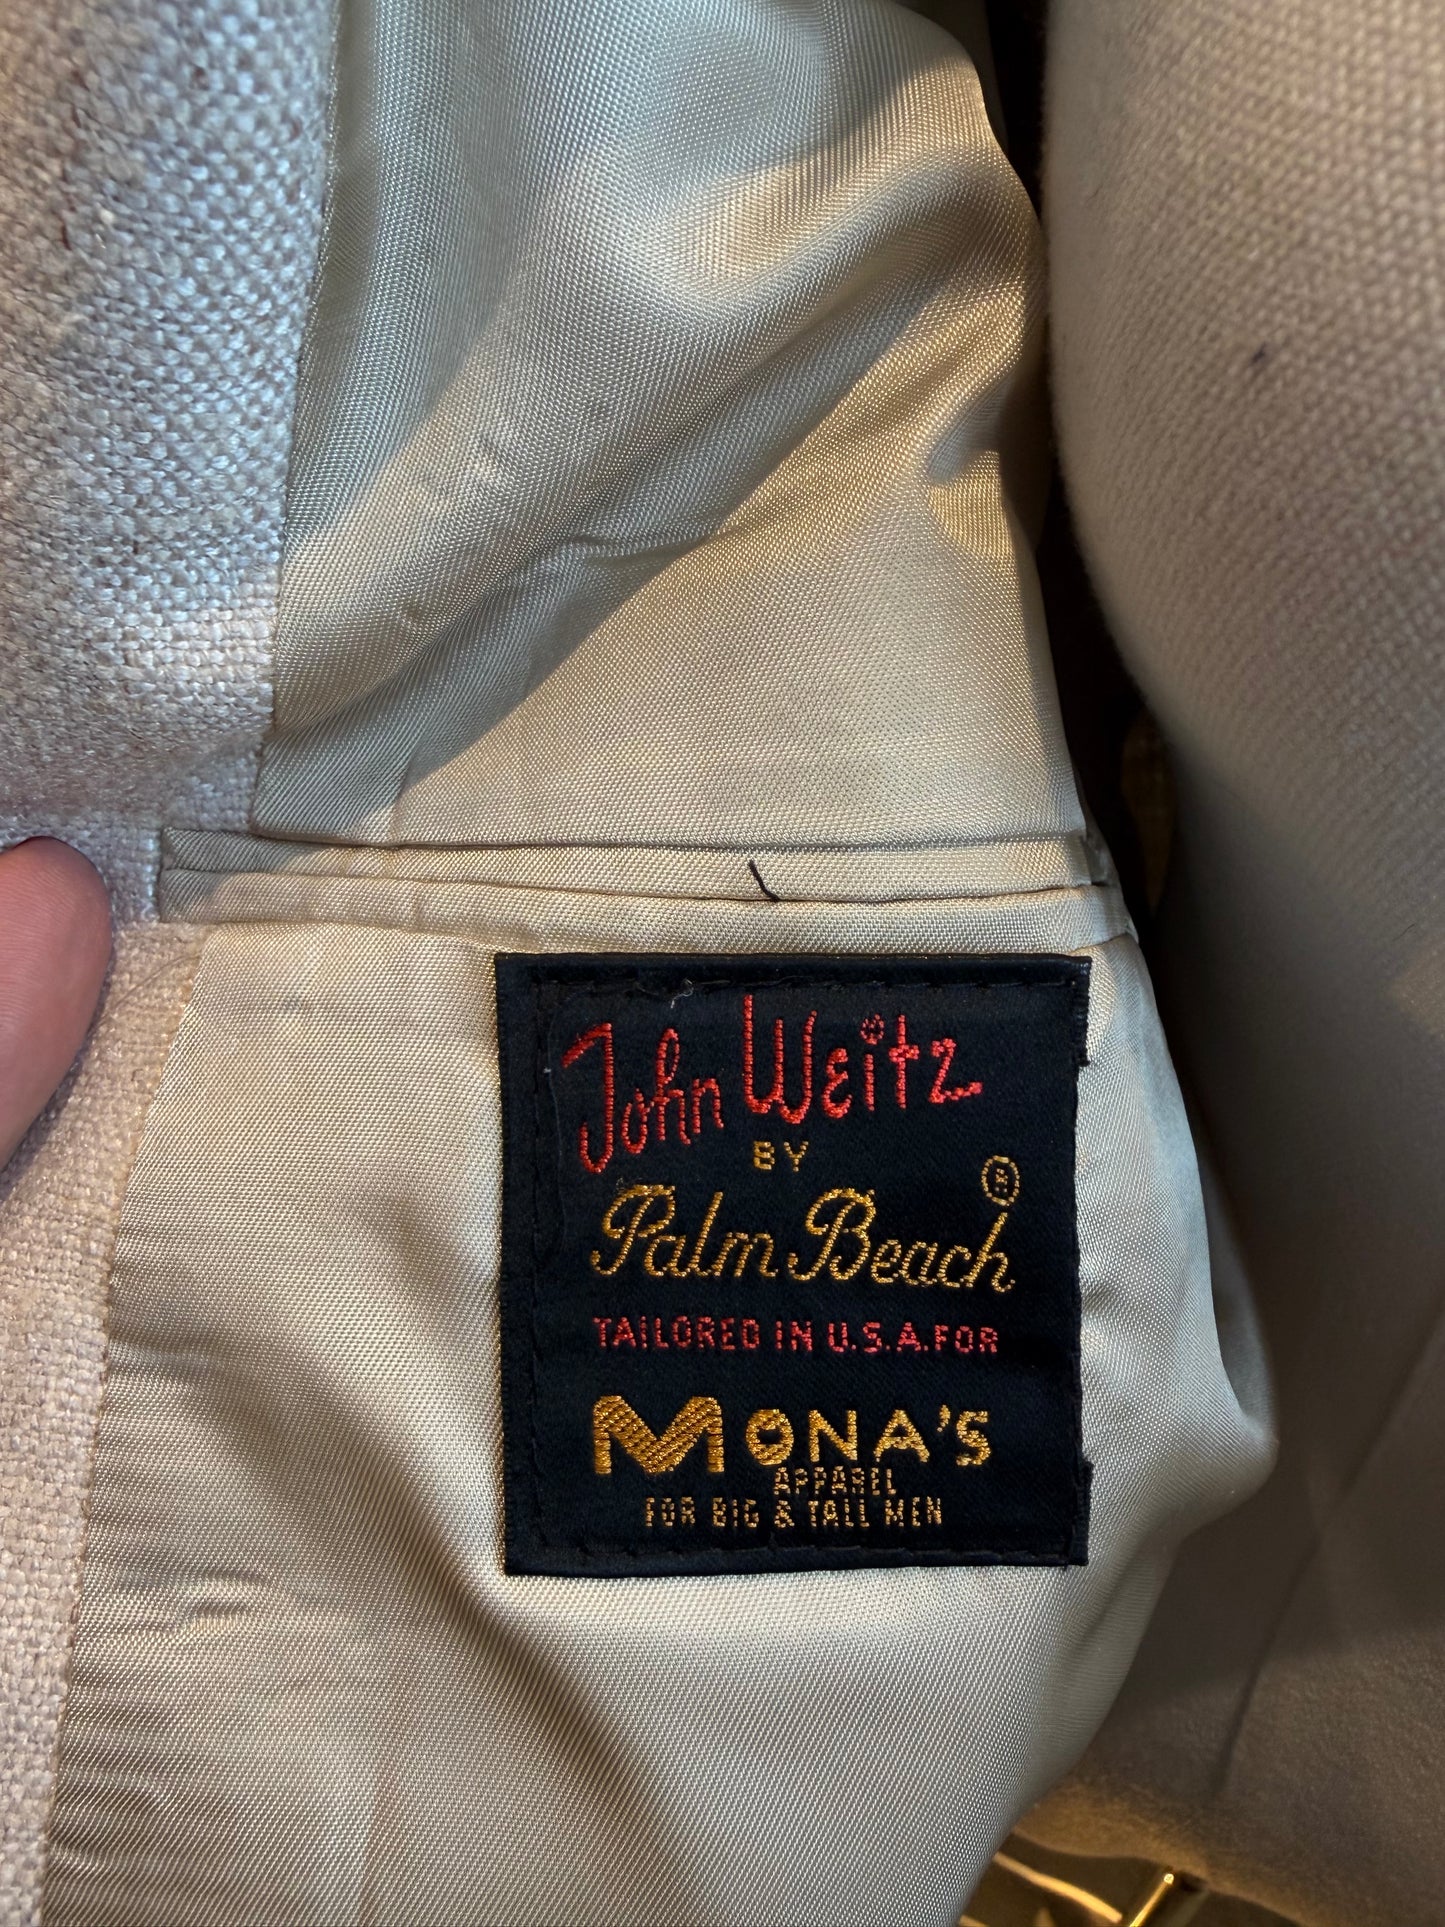 John Weitz
BY
Palm Beach ®
TAILORED IN U.S.A. FOR
MONA'S
APPAREL
FOR BIG & TALL MEN